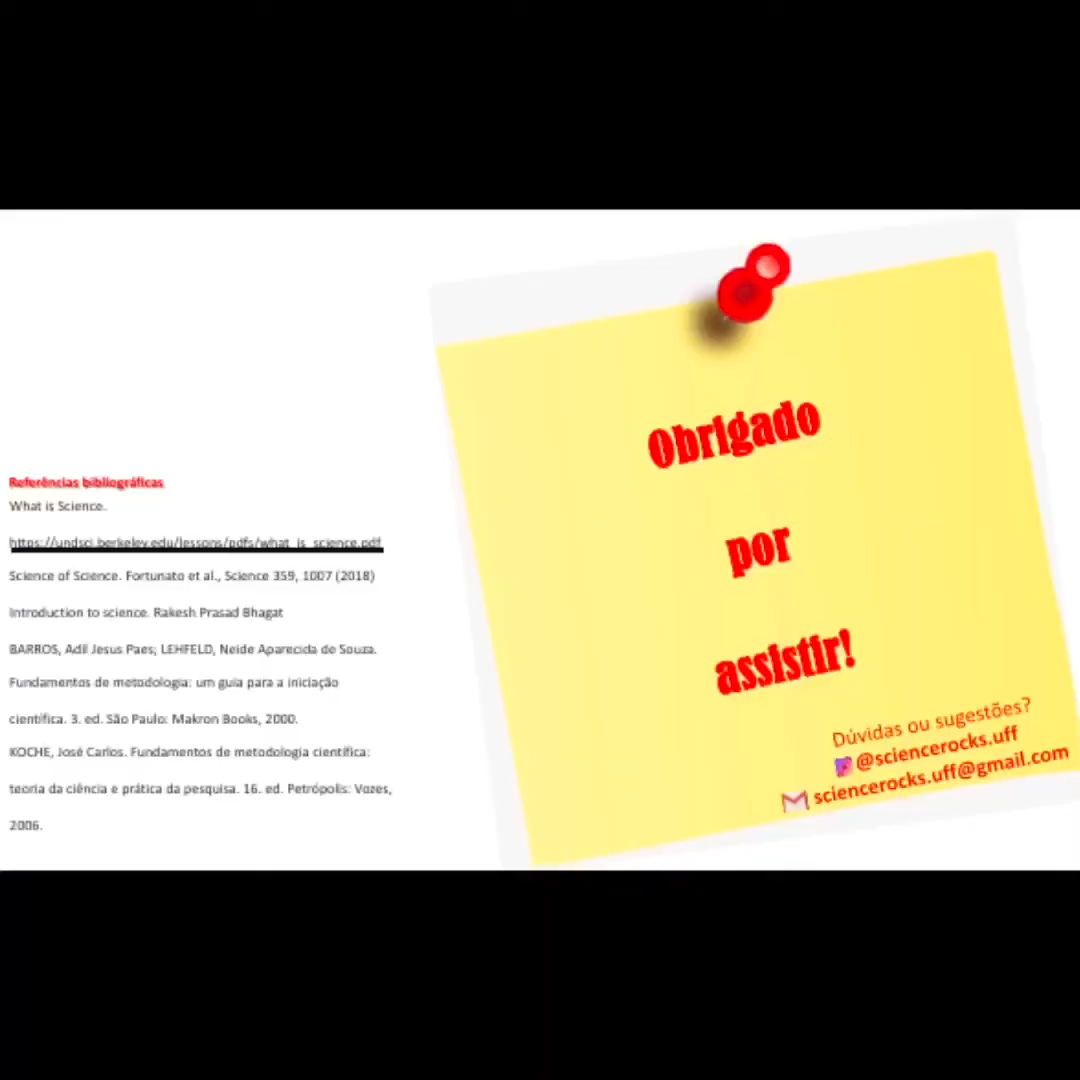 Referências bibliográficas
What is Science.
https://undsci.berkeley.edu/lessons/pdfs/what_is_science.pdf
Science of Science. Fortunato et al., Science 359, 1007 (2018)
Introduction to science. Rakesh Prasad Bhagat
BARROS, Adil Jesus Paes; LEHFELD, Neide Aparecida de Souza.
Fundamentos de metodologia: um guia para a iniciação
científica. 3. ed. São Paulo: Makron Books, 2000.
KOCHE, José Carlos. Fundamentos de metodologia científica:
teoria da ciência e prática da pesquisa. 16. ed. Petrópolis: Vozes,
2006.
Obrigado
por
assistir!
Dúvidas ou sugestões?
@sciencerocks.uff
sciencerocks.uff@gmail.com